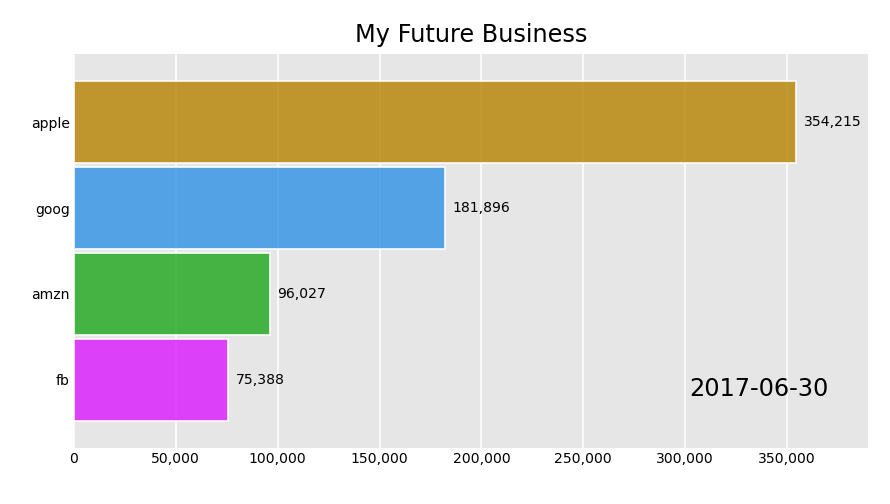 My Future Business
apple 354,215
goog 181,896
amzn 96,027
fb 75,388
2017-06-30
0 50,000 100,000 150,000 200,000 250,000 300,000 350,000